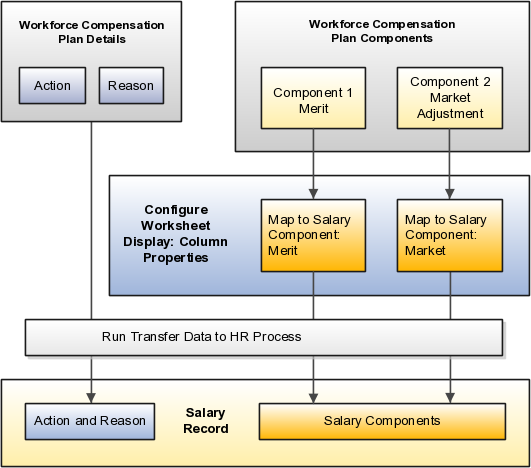 Workforce Compensation
Plan Details
Action
Reason
Workforce Compensation
Plan Components
Component 1
Merit
Component 2
Market
Adjustment
Configure
Worksheet
Display: Column
Properties
Map to Salary
Component:
Merit
Map to Salary
Component:
Market
Run Transfer Data to HR Process
Action and Reason
Salary
Record
Salary Components